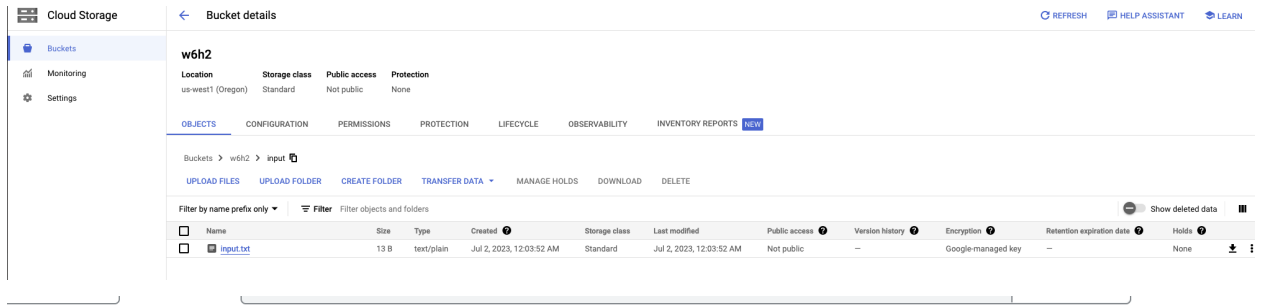 Cloud Storage
Bucket details
REFRESH
HELP ASSISTANT
LEARN
Buckets
Monitoring
Settings
w6h2
Location Storage class Public access Protection
us-west1 (Oregon) Standard Not public None
OBJECTS CONFIGURATION PERMISSIONS PROTECTION LIFECYCLE OBSERVABILITY INVENTORY REPORTS NEW
Buckets > w6h2 > input
UPLOAD FILES UPLOAD FOLDER CREATE FOLDER TRANSFER DATA MANAGE HOLDS DOWNLOAD DELETE
Filter by name prefix only Filter Filter objects and folders Show deleted data
Name Size Type Created Storage class Last modified Public access Version history Encryption Retention expiration date Holds
input.txt 13 B text/plain Jul 2, 2023, 12:03:52 AM Standard Jul 2, 2023, 12:03:52 AM Not public — Google-managed key — None